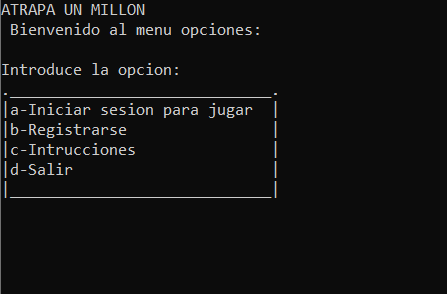 ATRAPA UN MILLON
Bienvenido al menu opciones:
Introduce la opcion:
._____________________________.
|a-Iniciar sesion para jugar  |
|b-Registrarse                |
|c-Intrucciones               |
|d-Salir                      |
|_____________________________|